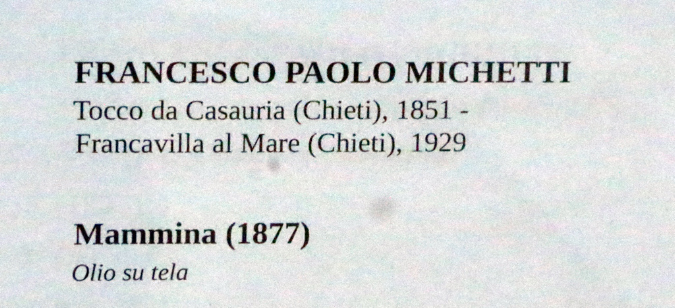 FRANCESCO PAOLO MICHETTI
Tocco da Casauria (Chieti), 1851 -
Francavilla al Mare (Chieti), 1929
Mammina (1877)
Olio su tela